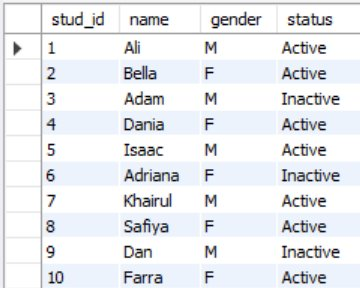 stud_id name gender status
1 Ali M Active
2 Bella F Active
3 Adam M Inactive
4 Dania F Active
5 Isaac M Active
6 Adriana F Inactive
7 Khairul M Active
8 Safiya F Active
9 Dan M Inactive
10 Farra F Active